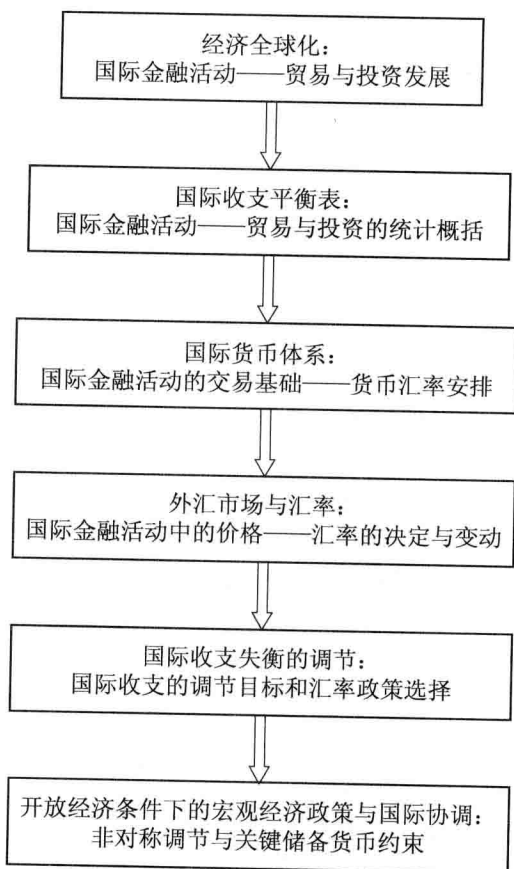 经济全球化：
国际金融活动——贸易与投资发展
国际收支平衡表：
国际金融活动——贸易与投资的统计概括
国际货币体系：
国际金融活动的交易基础——货币汇率安排
外汇市场与汇率：
国际金融活动中的价格——汇率的决定与变动
国际收支失衡的调节：
国际收支的调节目标和汇率政策选择
开放经济条件下的宏观经济政策与国际协调：
非对称调节与关键储备货币约束